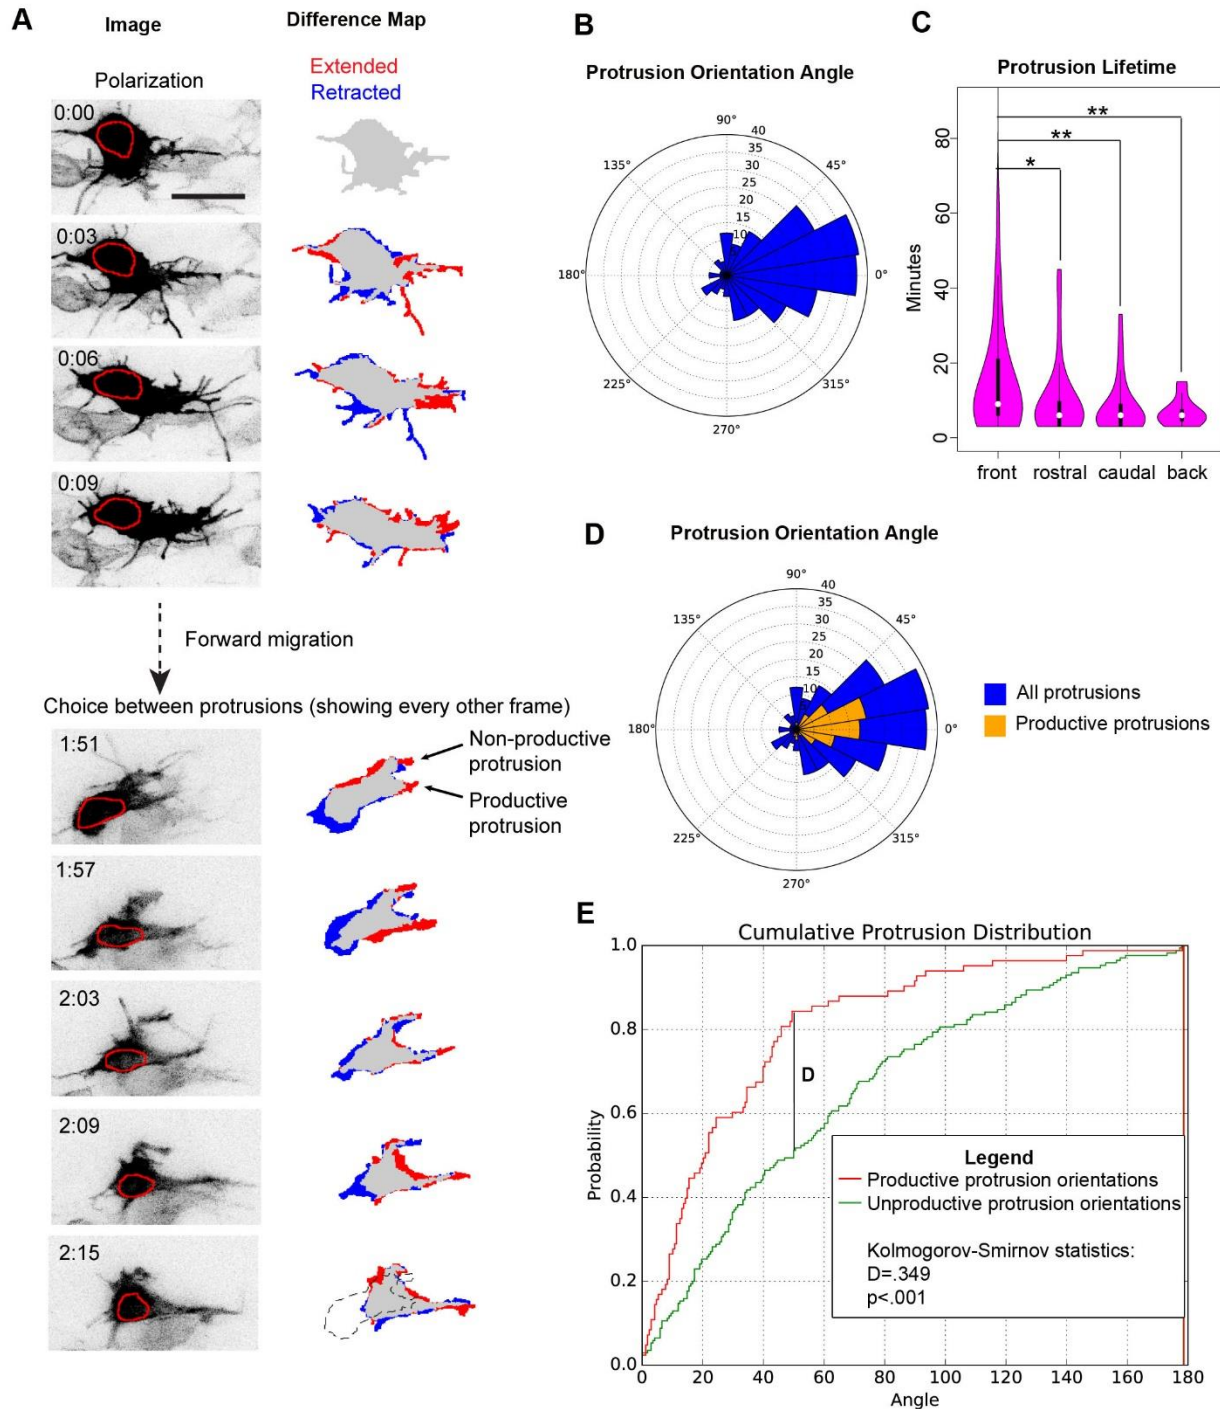 A
Image
Difference Map
Polarization
Extended
Retracted
0:00
0:03
0:06
0:09
Forward migration
Choice between protrusions (showing every other frame)
1:51
Non-productive
protrusion
Productive
protrusion
1:57
2:03
2:09
2:15
B
Protrusion Orientation Angle
90°
40
35
30
25
20
15
10
135°
45°
180°
0°
225°
315°
270°
C
Protrusion Lifetime
**
**
*
Minutes
80
60
40
20
0
front rostral caudal back
D
Protrusion Orientation Angle
90°
40
35
30
25
20
15
10
135°
45°
180°
0°
225°
315°
270°
All protrusions
Productive protrusions
E
Cumulative Protrusion Distribution
Probability
1.0
0.8
0.6
0.4
0.2
0.0
D
Legend
Productive protrusion orientations
Unproductive protrusion orientations
Kolmogorov-Smirnov statistics:
D=.349
p<.001
0 20 40 60 80 100 120 140 160 180
Angle